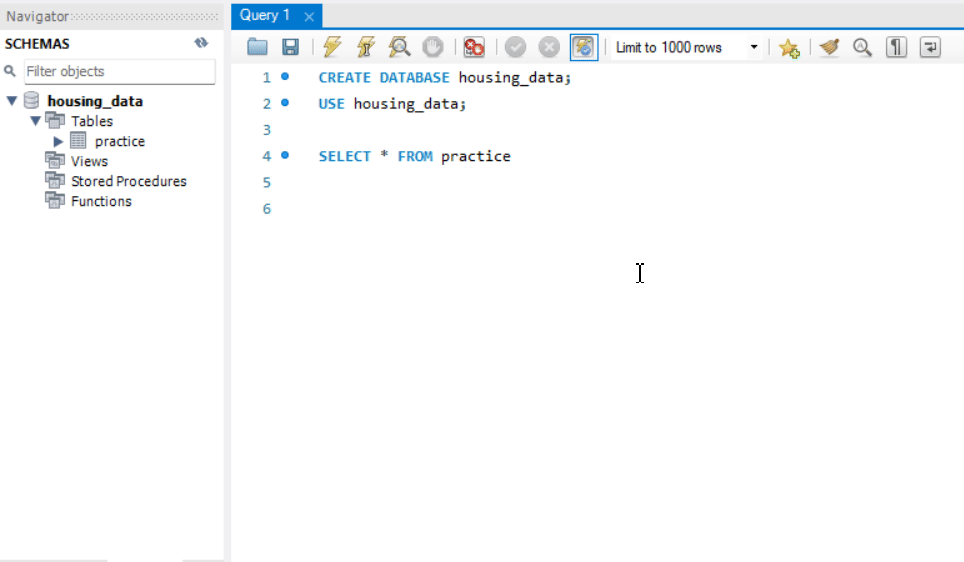 Navigator
SCHEMAS
Filter objects
housing_data
Tables
practice
Views
Stored Procedures
Functions
Query 1
Limit to 1000 rows
1 CREATE DATABASE housing_data;
2 USE housing_data;
3
4 SELECT * FROM practice
5
6